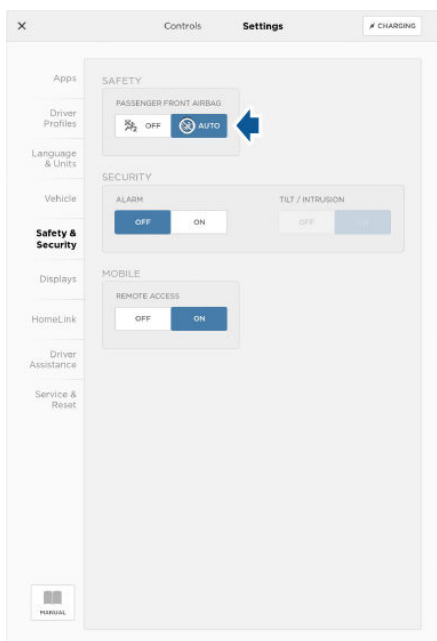 Controls
Settings
CHARGING
Apps
Driver
Profiles
Language
& Units
Vehicle
Safety &
Security
Displays
HomeLink
Driver
Assistance
Service &
Reset
MANUAL
SAFETY
PASSENGER FRONT AIRBAG
OFF
AUTO
SECURITY
ALARM
OFF
ON
TILT / INTRUSION
OFF
MOBILE
REMOTE ACCESS
OFF
ON